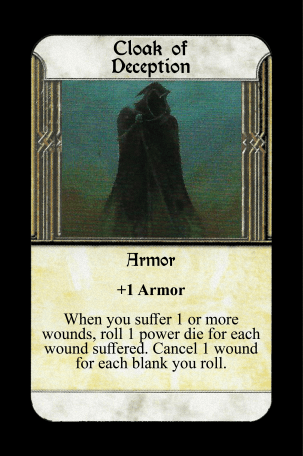 Cloak of
Deception
Armor
+1 Armor
When you suffer 1 or more
wounds, roll 1 power die for each
wound suffered. Cancel 1 wound
for each blank you roll.